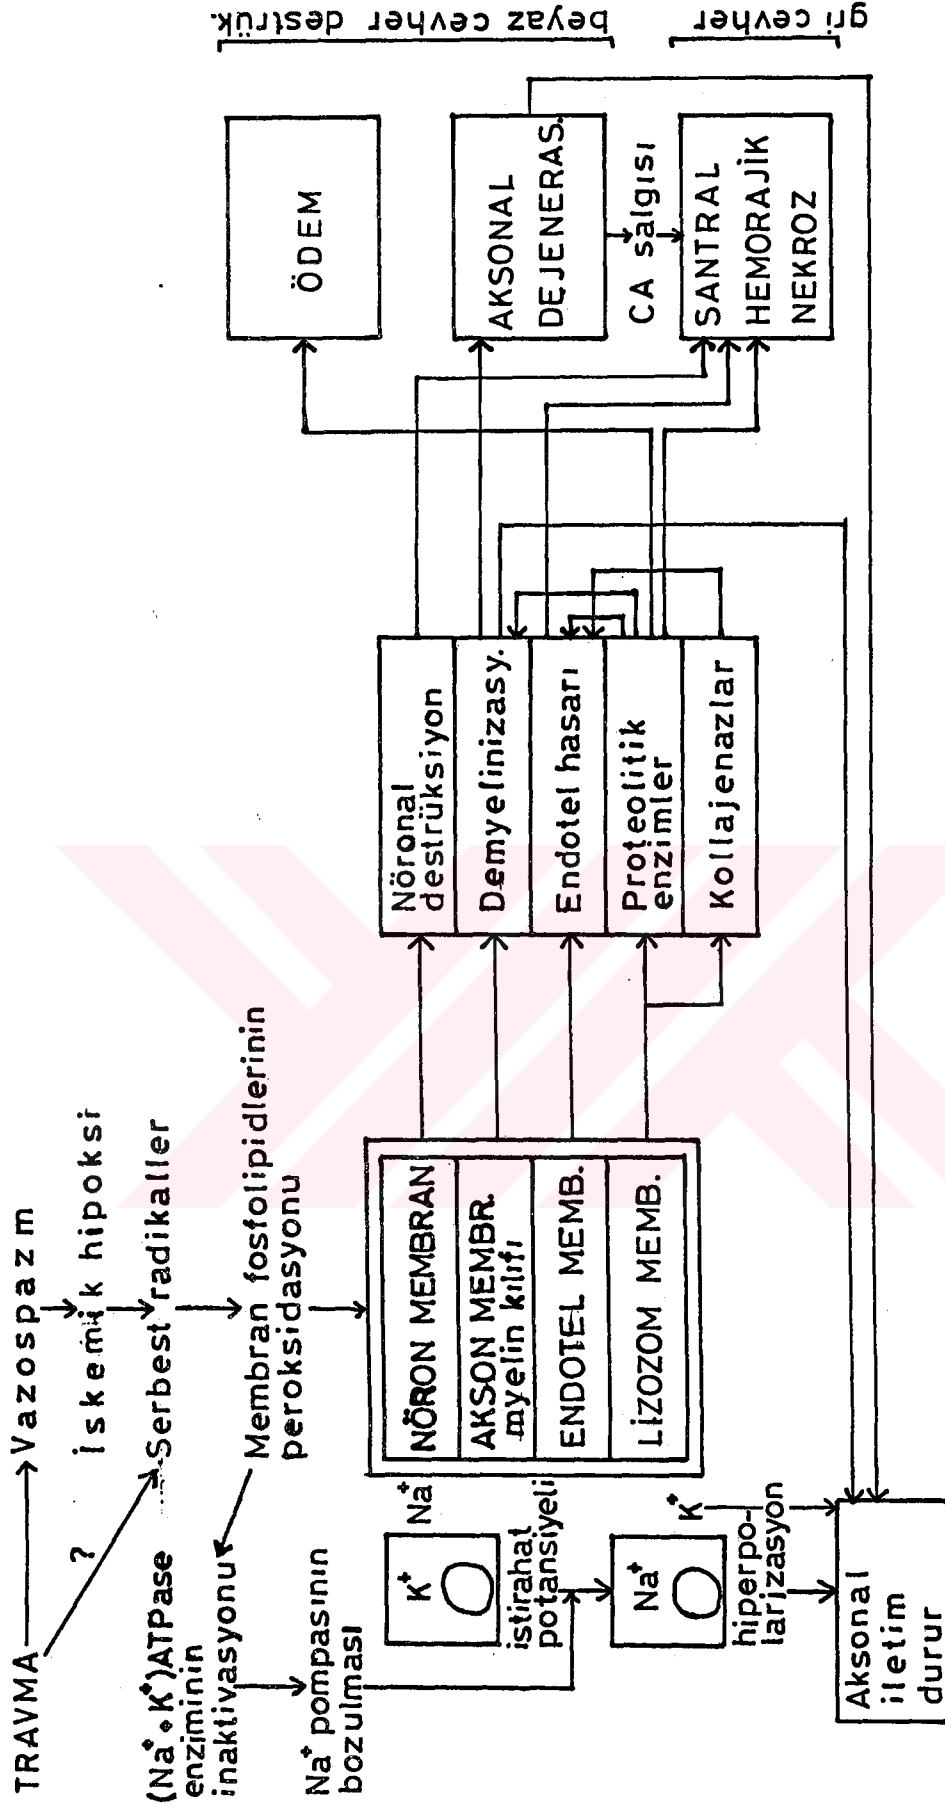 TRAVMA
Vazospazm
?
İskemik hipoksi
Serbest radikaller
Membran fosfolipidlerinin
peroksidasyonu
(Na⁺+K⁺)ATPase
enziminin
inaktivasyonu
Na⁺ pompasının
bozulması
K⁺
Na⁺
istirahat
potansiyeli
Na⁺
K⁺
hiperpo-
larizasyon
Aksonal
iletim
durur
NÖRON MEMBRAN
AKSON MEMBR.
myelin kılıfı
ENDOTEL MEMB.
LİZOZOM MEMB.
Nöronal
destrüksiyon
Demyelinizasy.
Endotel hasarı
Proteolitik
enzimler
Kollajenazlar
ÖDEM
AKSONAL
DEJENERAS.
CA salgısı
SANTRAL
HEMORAJİK
NEKROZ
beyaz cevher destrük.
gri cevher